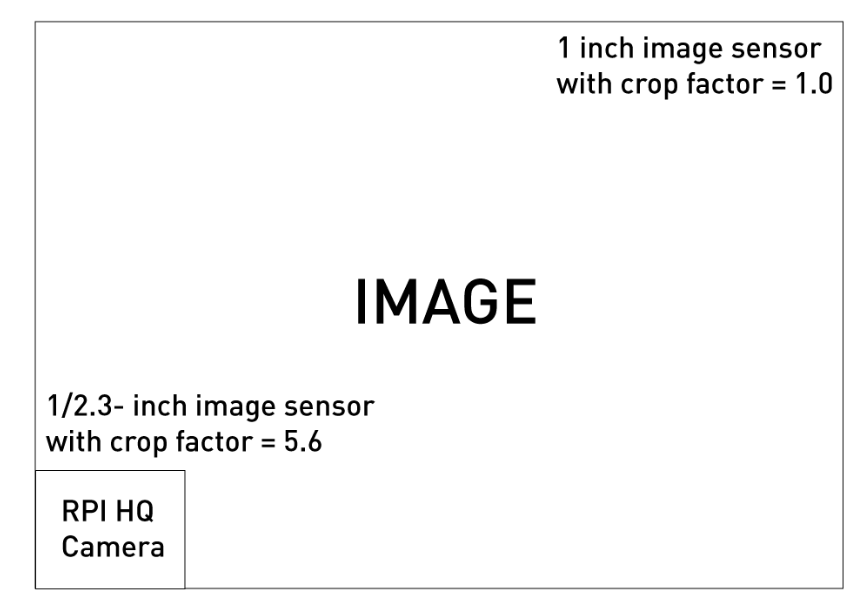 1 inch image sensor
with crop factor = 1.0
IMAGE
1/2.3- inch image sensor
with crop factor = 5.6
RPI HQ
Camera